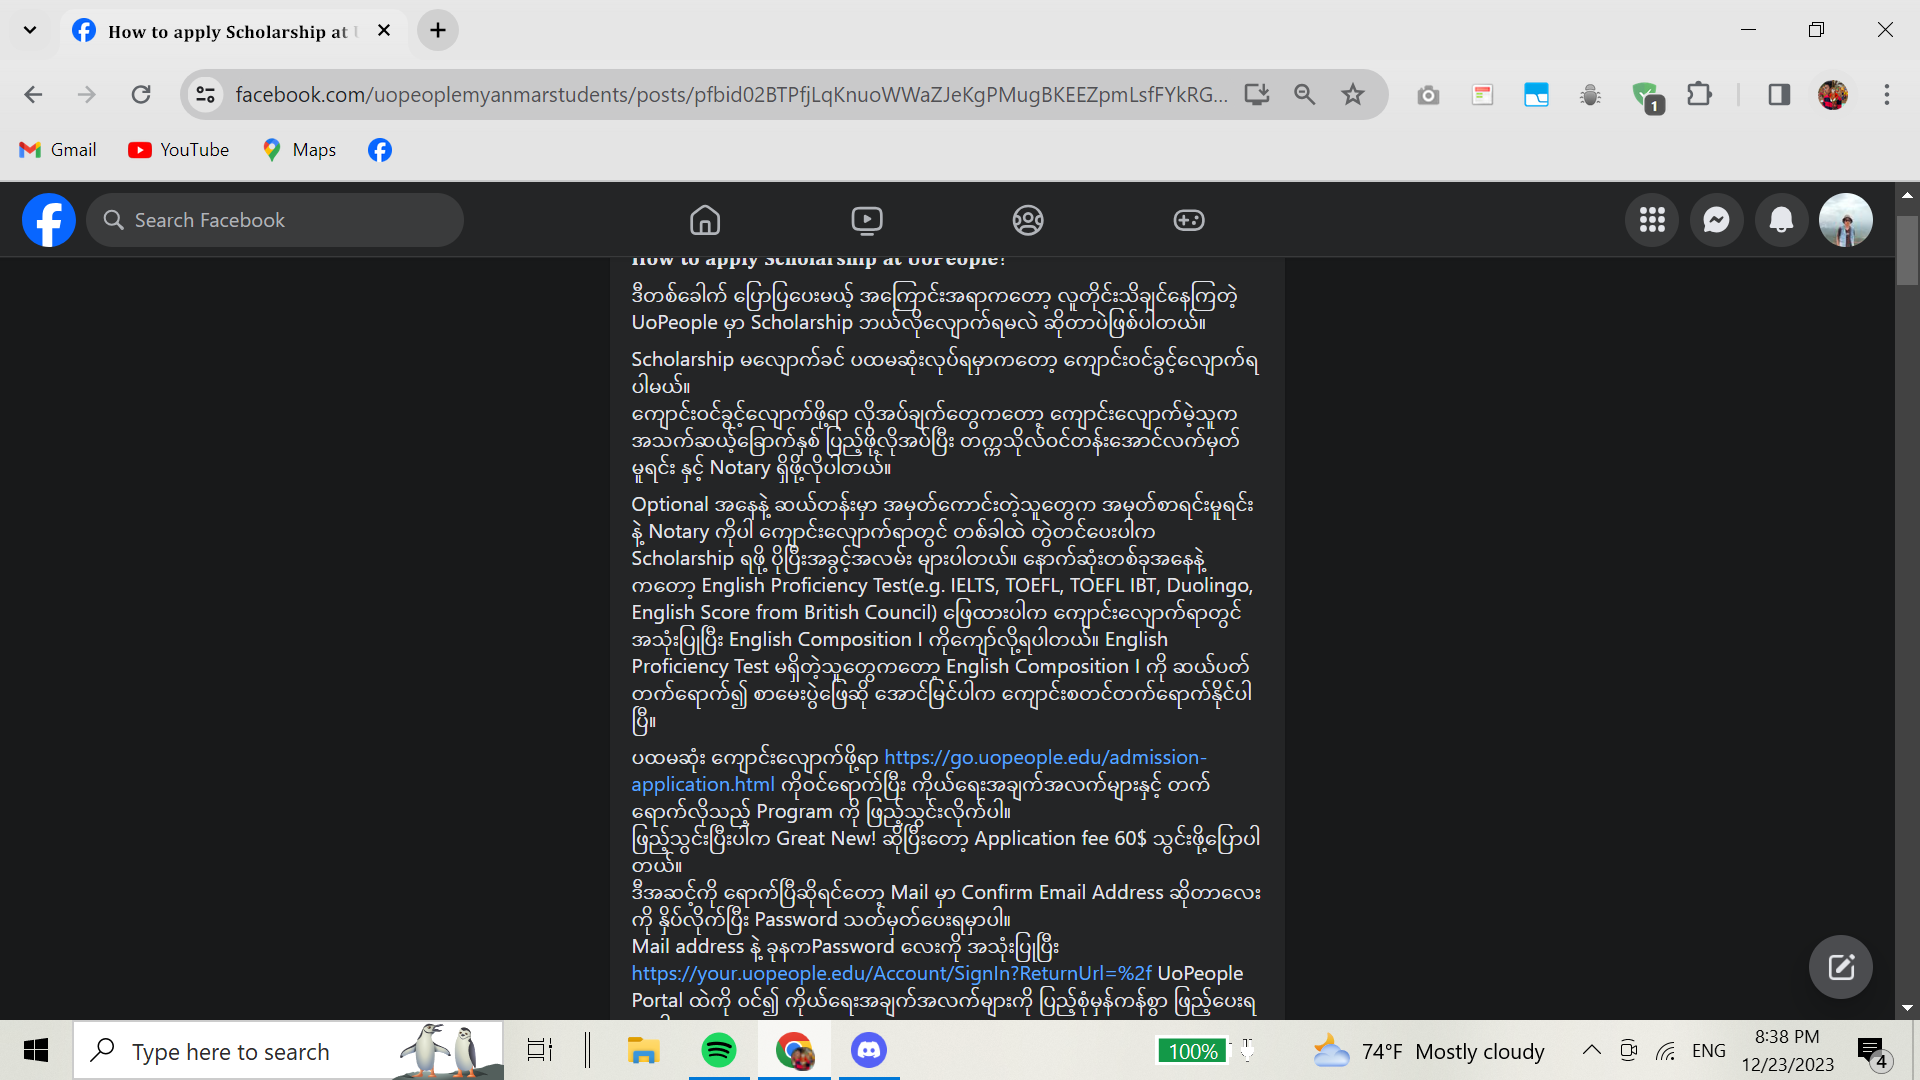 How to apply Scholarship at
facebook.com/uopeoplemyanmarstudents/posts/pfbid02BTPfjLqKnuoWWaZJeKgPMugBKEEZpmLsfFYkRG...
1
Gmail YouTube Maps
Search Facebook
How to apply Scholarship at UoPeople?
ဒီတစ်ခေါက် ပြောပြပေးမယ့် အကြောင်းအရာကတော့ လူတိုင်းသိချင်နေကြတဲ့
UoPeople မှာ Scholarship ဘယ်လိုလျောက်ရမလဲ ဆိုတာပဲဖြစ်ပါတယ်။
Scholarship မလျောက်ခင် ပထမဆုံးလုပ်ရမှာကတော့ ကျောင်းဝင်ခွင့်လျောက်ရ
ပါမယ်။
ကျောင်းဝင်ခွင့်လျောက်ဖို့ရာ လိုအပ်ချက်တွေကတော့ ကျောင်းလျောက်မဲ့သူက
အသက်ဆယ့်ခြောက်နှစ် ပြည့်ဖို့လိုအပ်ပြီး တက္ကသိုလ်ဝင်တန်းအောင်လက်မှတ်
မူရင်း နှင့် Notary ရှိဖို့လိုပါတယ်။
Optional အနေနဲ့ ဆယ်တန်းမှာ အမှတ်ကောင်းတဲ့သူတွေက အမှတ်စာရင်းမူရင်း
နဲ့ Notary ကိုပါ ကျောင်းလျောက်ရာတွင် တစ်ခါထဲ တွဲတင်ပေးပါက
Scholarship ရဖို့ ပိုပြီးအခွင့်အလမ်း များပါတယ်။ နောက်ဆုံးတစ်ခုအနေနဲ့
ကတော့ English Proficiency Test(e.g. IELTS, TOEFL, TOEFL IBT, Duolingo,
English Score from British Council) ဖြေထားပါက ကျောင်းလျောက်ရာတွင်
အသုံးပြုပြီး English Composition I ကိုကျော်လို့ရပါတယ်။ English
Proficiency Test မရှိတဲ့သူတွေကတော့ English Composition I ကို ဆယ်ပတ်
တက်ရောက်၍ စာမေးပွဲဖြေဆို အောင်မြင်ပါက ကျောင်းစတင်တက်ရောက်နိုင်ပါ
ပြီ။
ပထမဆုံး ကျောင်းလျောက်ဖို့ရာ https://go.uopeople.edu/admission-
application.html ကိုဝင်ရောက်ပြီး ကိုယ်ရေးအချက်အလက်များနှင့် တက်
ရောက်လိုသည့် Program ကို ဖြည့်သွင်းလိုက်ပါ။
ဖြည့်သွင်းပြီးပါက Great New! ဆိုပြီးတော့ Application fee 60$ သွင်းဖို့ပြောပါ
တယ်။
ဒီအဆင့်ကို ရောက်ပြီဆိုရင်တော့ Mail မှာ Confirm Email Address ဆိုတာလေး
ကို နှိပ်လိုက်ပြီး Password သတ်မှတ်ပေးရမှာပါ။
Mail address နဲ့ ခုနကPassword လေးကို အသုံးပြုပြီး
https://your.uopeople.edu/Account/SignIn?ReturnUrl=%2f UoPeople
Portal ထဲကို ဝင်၍ ကိုယ်ရေးအချက်အလက်များကို ပြည့်စုံမှန်ကန်စွာ ဖြည့်ပေးရ
Type here to search
100%
74°F Mostly cloudy
ENG
8:38 PM
12/23/2023
4